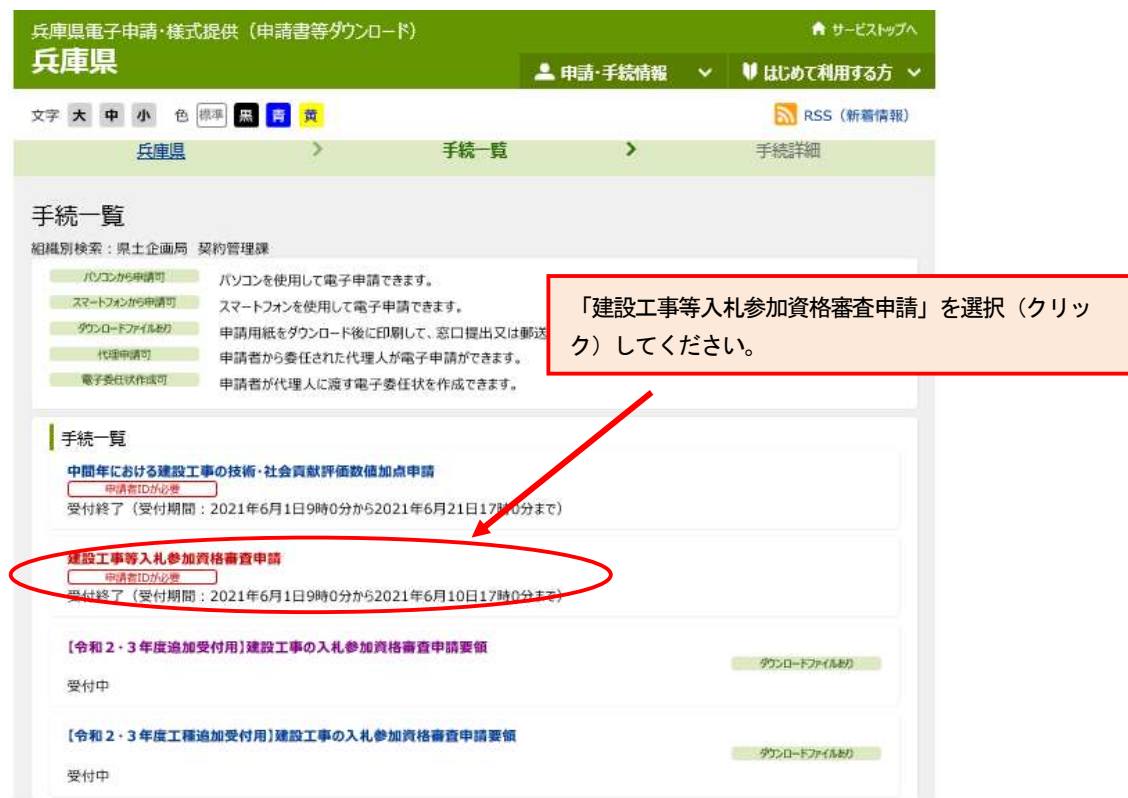 兵庫県電子申請・様式提供（申請書等ダウンロード）
サービストップへ
兵庫県
申請・手続情報
はじめて利用する方
文字 大 中 小 色 標準 黒 青 黄
RSS（新着情報）
兵庫県 > 手続一覧 > 手続詳細
手続一覧
組織別検索：県土企画局 契約管理課
パソコンから申請可 パソコンを使用して電子申請できます。
スマートフォンから申請可 スマートフォンを使用して電子申請できます。
ダウンロードファイルあり 申請用紙をダウンロード後に印刷して、窓口提出又は郵送
代理申請可 申請者から委任された代理人が電子申請ができます。
電子委任状作成可 申請者が代理人に渡す電子委任状を作成できます。
「建設工事等入札参加資格審査申請」を選択（クリッ
ク）してください。
手続一覧
中間年における建設工事の技術・社会貢献評価数値加点申請
申請者IDが必要
受付終了（受付期間：2021年6月1日9時0分から2021年6月21日17時0分まで）
建設工事等入札参加資格審査申請
申請者IDが必要
受付終了（受付期間：2021年6月1日9時0分から2021年6月10日17時0分まで）
【令和２・３年度追加受付用】建設工事の入札参加資格審査申請要領
ダウンロードファイルあり
受付中
【令和２・３年度工種追加受付用】建設工事の入札参加資格審査申請要領
ダウンロードファイルあり
受付中